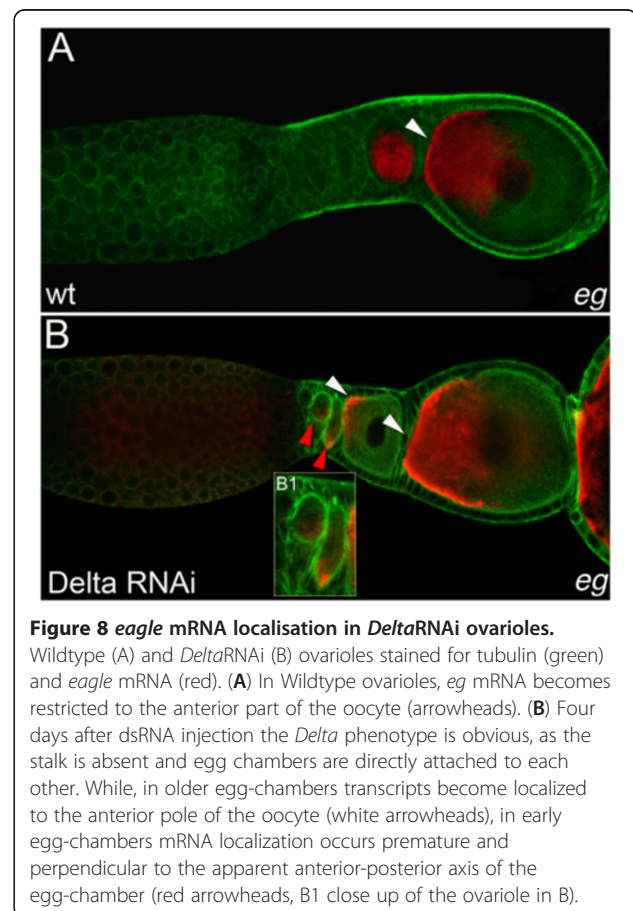 A
wt
eg
B
B1
Delta RNAi
eg
Figure 8 eagle mRNA localisation in DeltaRNAi ovarioles.
Wildtype (A) and DeltaRNAi (B) ovarioles stained for tubulin (green)
and eagle mRNA (red). (A) In Wildtype ovarioles, eg mRNA becomes
restricted to the anterior part of the oocyte (arrowheads). (B) Four
days after dsRNA injection the Delta phenotype is obvious, as the
stalk is absent and egg chambers are directly attached to each
other. While, in older egg-chambers transcripts become localized
to the anterior pole of the oocyte (white arrowheads), in early
egg-chambers mRNA localization occurs premature and
perpendicular to the apparent anterior-posterior axis of the
egg-chamber (red arrowheads, B1 close up of the ovariole in B).